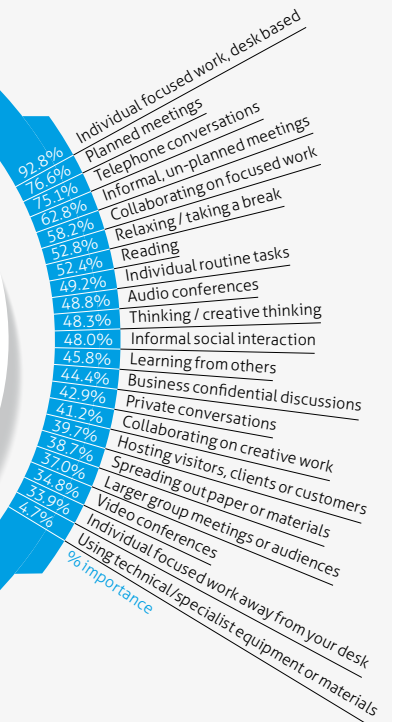 92.8% Individual focused work, desk based
76.6% Planned meetings
75.1% Telephone conversations
62.8% Informal, un-planned meetings
58.2% Collaborating on focused work
52.8% Relaxing / taking a break
52.4% Reading
49.2% Individual routine tasks
48.8% Audio conferences
48.3% Thinking / creative thinking
48.0% Informal social interaction
45.8% Learning from others
44.4% Business confidential discussions
42.9% Private conversations
41.2% Collaborating on creative work
39.7% Hosting visitors, clients or customers
38.7% Spreading out paper or materials
37.0% Larger group meetings or audiences
34.8% Video conferences
33.9% Individual focused work away from your desk
4.7% Using technical/specialist equipment or materials
% importance